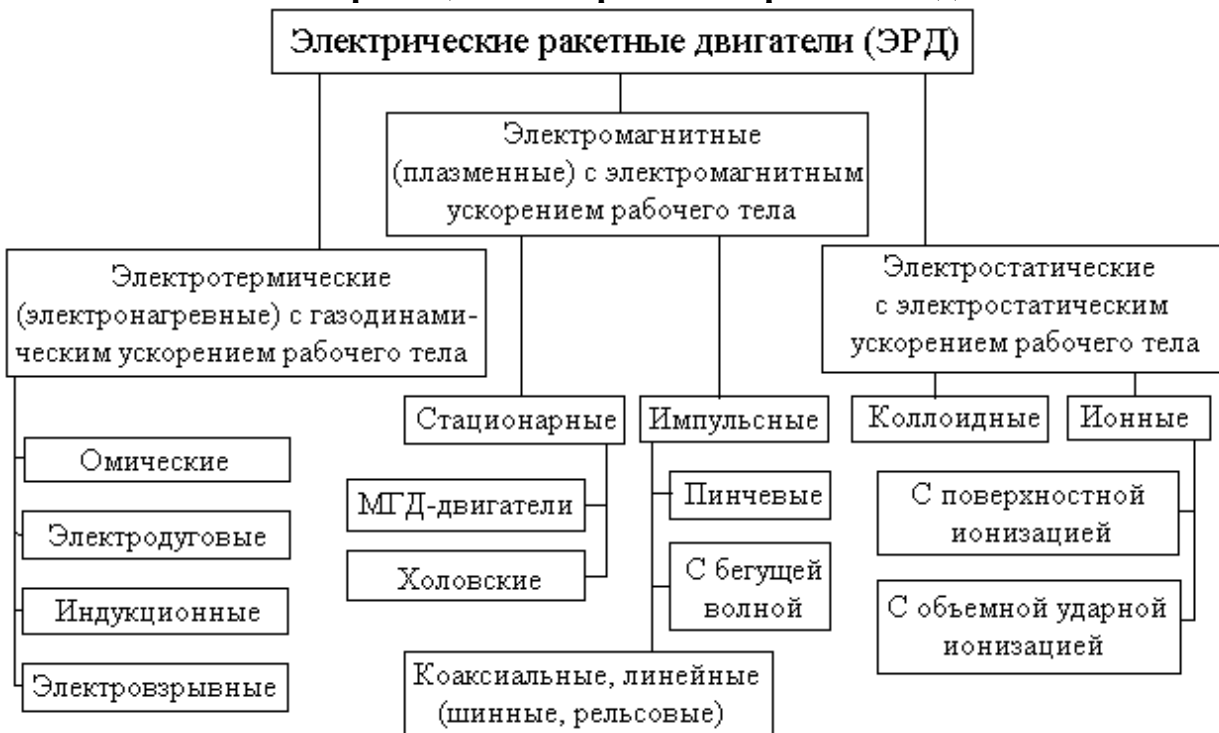 Электрические ракетные двигатели (ЭРД)
Электромагнитные
(плазменные) с электромагнитным
ускорением рабочего тела
Электротермические
(электронагревные) с газодинами-
ческим ускорением рабочего тела
Электростатические
с электростатическим
ускорением рабочего тела
Омические
Электродуговые
Индукционные
Электровзрывные
Стационарные
МГД-двигатели
Холовские
Импульсные
Пинчевые
С бегущей
волной
Коаксиальные, линейные
(шинные, рельсовые)
Коллоидные
Ионные
С поверхностной
ионизацией
С объемной ударной
ионизацией